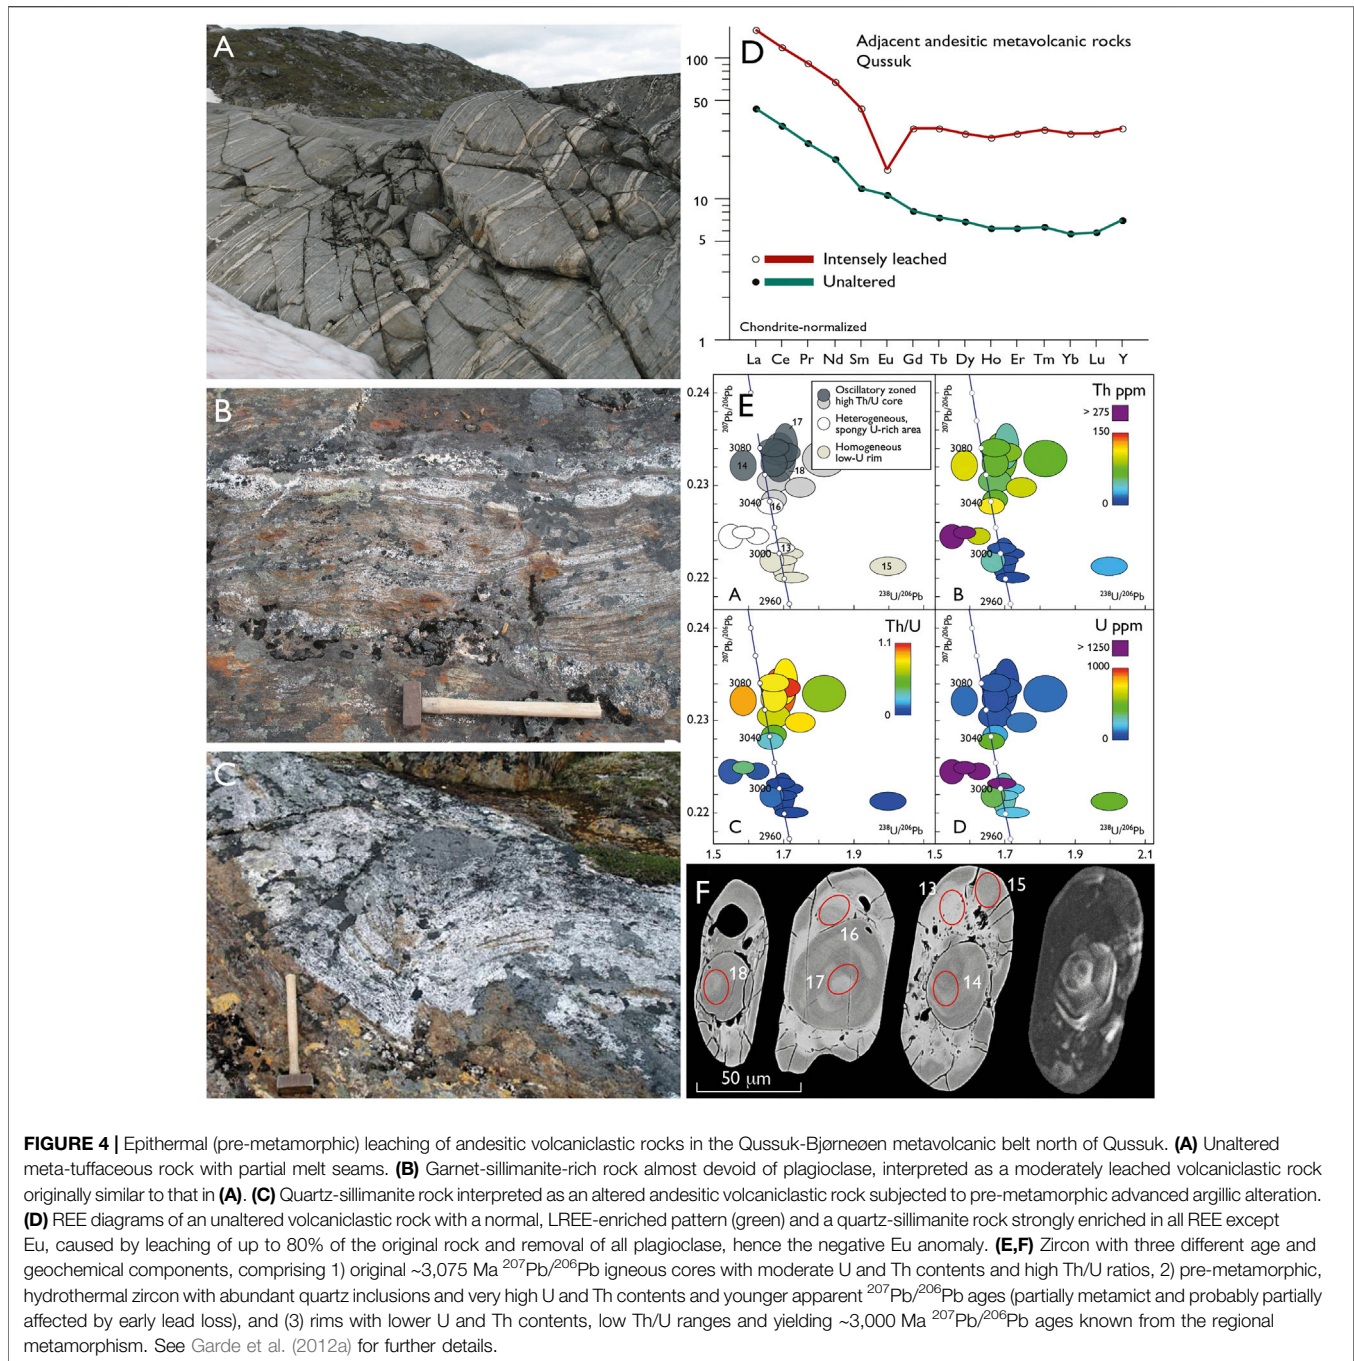 A
B
C
D
Adjacent andesitic metavolcanic rocks
Qussuk
100
50
10
5
1
Intensely leached
Unaltered
Chondrite-normalized
La Ce Pr Nd Sm Eu Gd Tb Dy Ho Er Tm Yb Lu Y
E
0.24
0.23
0.22
207Pb/206Pb
Oscillatory zoned
high Th/U core
Heterogeneous,
spongy U-rich area
Homogeneous
low-U rim
17
3080
14
18
3040
16
13
3000
15
2960
A
238U/206Pb
207Pb/206Pb
Th ppm
> 275
150
0
3080
3040
3000
2960
B
238U/206Pb
0.24
0.23
0.22
207Pb/206Pb
Th/U
1.1
0
3080
3040
3000
2960
C
238U/206Pb
207Pb/206Pb
U ppm
> 1250
1000
0
3080
3040
3000
2960
D
238U/206Pb
1.5 1.7 1.9 1.5 1.7 1.9 2.1
F
13
15
16
18
17
14
50 μm
FIGURE 4 | Epithermal (pre-metamorphic) leaching of andesitic volcaniclastic rocks in the Qussuk-Bjørneøen metavolcanic belt north of Qussuk. (A) Unaltered
meta-tuffaceous rock with partial melt seams. (B) Garnet-sillimanite-rich rock almost devoid of plagioclase, interpreted as a moderately leached volcaniclastic rock
originally similar to that in (A). (C) Quartz-sillimanite rock interpreted as an altered andesitic volcaniclastic rock subjected to pre-metamorphic advanced argillic alteration.
(D) REE diagrams of an unaltered volcaniclastic rock with a normal, LREE-enriched pattern (green) and a quartz-sillimanite rock strongly enriched in all REE except
Eu, caused by leaching of up to 80% of the original rock and removal of all plagioclase, hence the negative Eu anomaly. (E,F) Zircon with three different age and
geochemical components, comprising 1) original ~3,075 Ma 207Pb/206Pb igneous cores with moderate U and Th contents and high Th/U ratios, 2) pre-metamorphic,
hydrothermal zircon with abundant quartz inclusions and very high U and Th contents and younger apparent 207Pb/206Pb ages (partially metamict and probably partially
affected by early lead loss), and (3) rims with lower U and Th contents, low Th/U ranges and yielding ~3,000 Ma 207Pb/206Pb ages known from the regional
metamorphism. See Garde et al. (2012a) for further details.